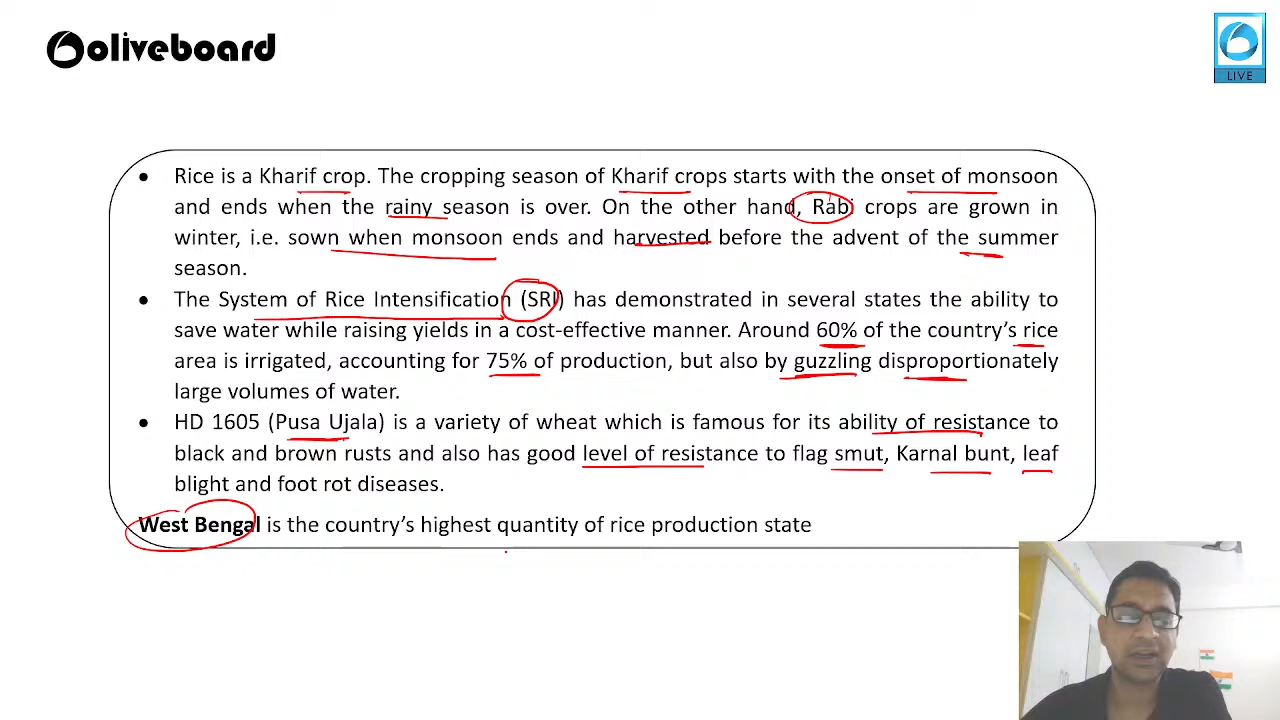 oliveboard
LIVE
• Rice is a Kharif crop. The cropping season of Kharif crops starts with the onset of monsoon
and ends when the rainy season is over. On the other hand, Rabi crops are grown in
winter, i.e. sown when monsoon ends and harvested before the advent of the summer
season.
• The System of Rice Intensification (SRI) has demonstrated in several states the ability to
save water while raising yields in a cost-effective manner. Around 60% of the country's rice
area is irrigated, accounting for 75% of production, but also by guzzling disproportionately
large volumes of water.
• HD 1605 (Pusa Ujala) is a variety of wheat which is famous for its ability of resistance to
black and brown rusts and also has good level of resistance to flag smut, Karnal bunt, leaf
blight and foot rot diseases.
West Bengal is the country's highest quantity of rice production state